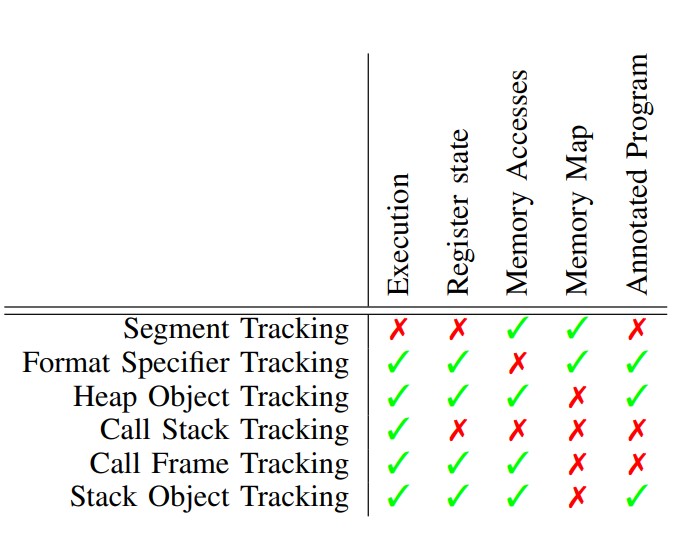 Execution
Register state
Memory Accesses
Memory Map
Annotated Program
Segment Tracking ✗ ✗ ✓ ✓ ✗
Format Specifier Tracking ✓ ✓ ✗ ✓ ✓
Heap Object Tracking ✓ ✓ ✓ ✗ ✓
Call Stack Tracking ✓ ✗ ✗ ✗ ✗
Call Frame Tracking ✓ ✓ ✓ ✗ ✗
Stack Object Tracking ✓ ✓ ✓ ✗ ✓